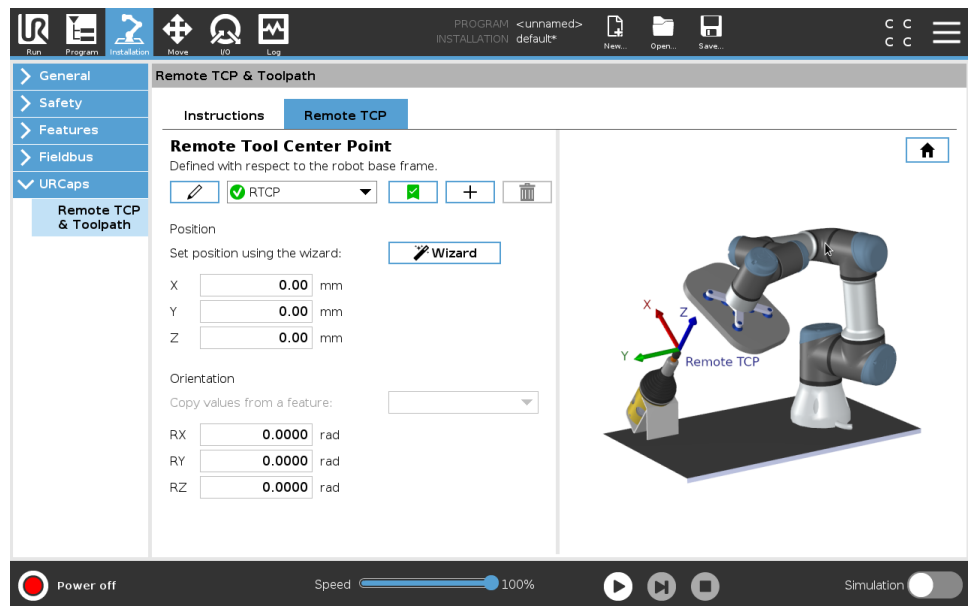 PROGRAM <unnamed>
INSTALLATION default*
UR
Run
Program
Installation
Move
I/O
Log
New...
Open...
Save...
C C
C C
General
Safety
Features
Fieldbus
URCaps
Remote TCP
& Toolpath
Remote TCP & Toolpath
Instructions
Remote TCP
Remote Tool Center Point
Defined with respect to the robot base frame.
RTCP
Position
Set position using the wizard:
Wizard
X 0.00 mm
Y 0.00 mm
Z 0.00 mm
Orientation
Copy values from a feature:
RX 0.0000 rad
RY 0.0000 rad
RZ 0.0000 rad
X
Z
Y
Remote TCP
Power off
Speed 100%
Simulation